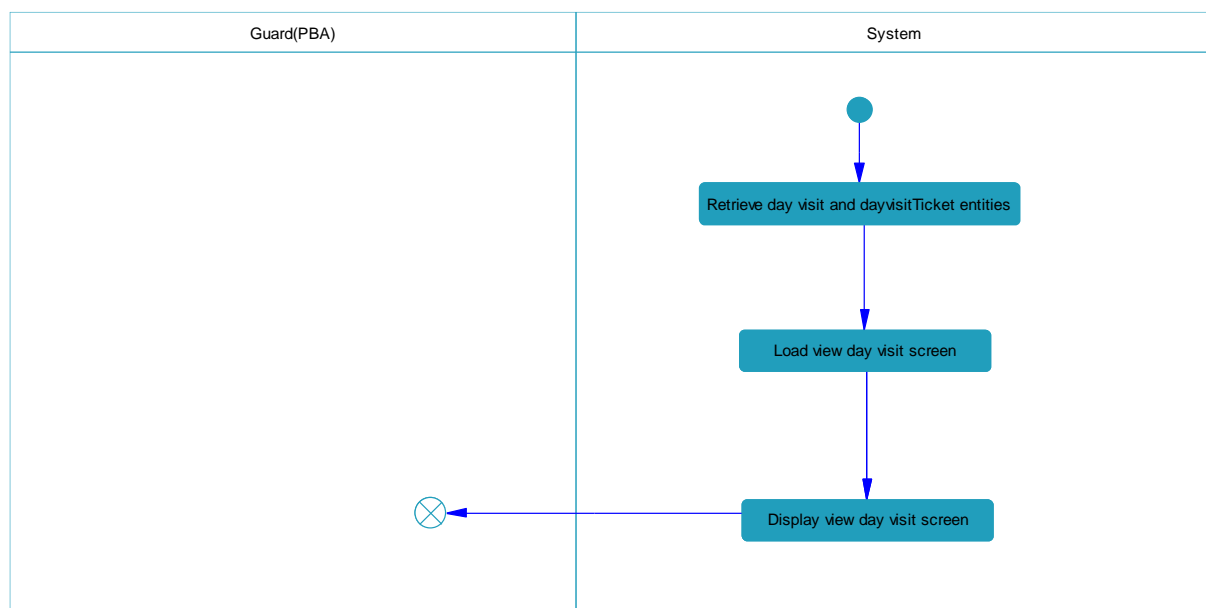 Guard(PBA)
System
Retrieve day visit and dayvisitTicket entities
Load view day visit screen
Display view day visit screen